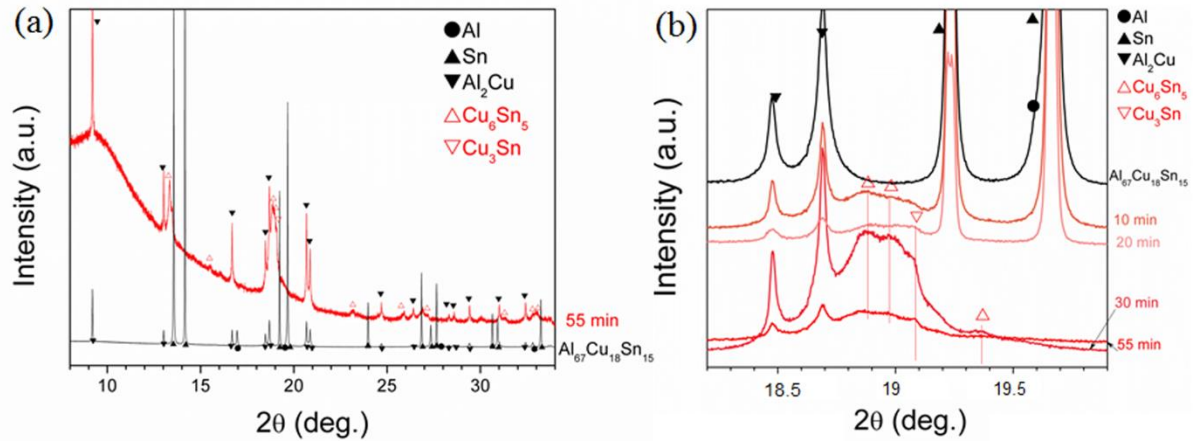 (a)
Intensity (a.u.)
● Al
▲ Sn
▼ Al₂Cu
△ Cu₆Sn₅
▽ Cu₃Sn
55 min
Al₆₇Cu₁₈Sn₁₅
10 15 20 25 30
2θ (deg.)
(b)
Intensity (a.u.)
● Al
▲ Sn
▼ Al₂Cu
△ Cu₆Sn₅
▽ Cu₃Sn
Al₆₇Cu₁₈Sn₁₅
10 min
20 min
30 min
55 min
18.5 19 19.5
2θ (deg.)